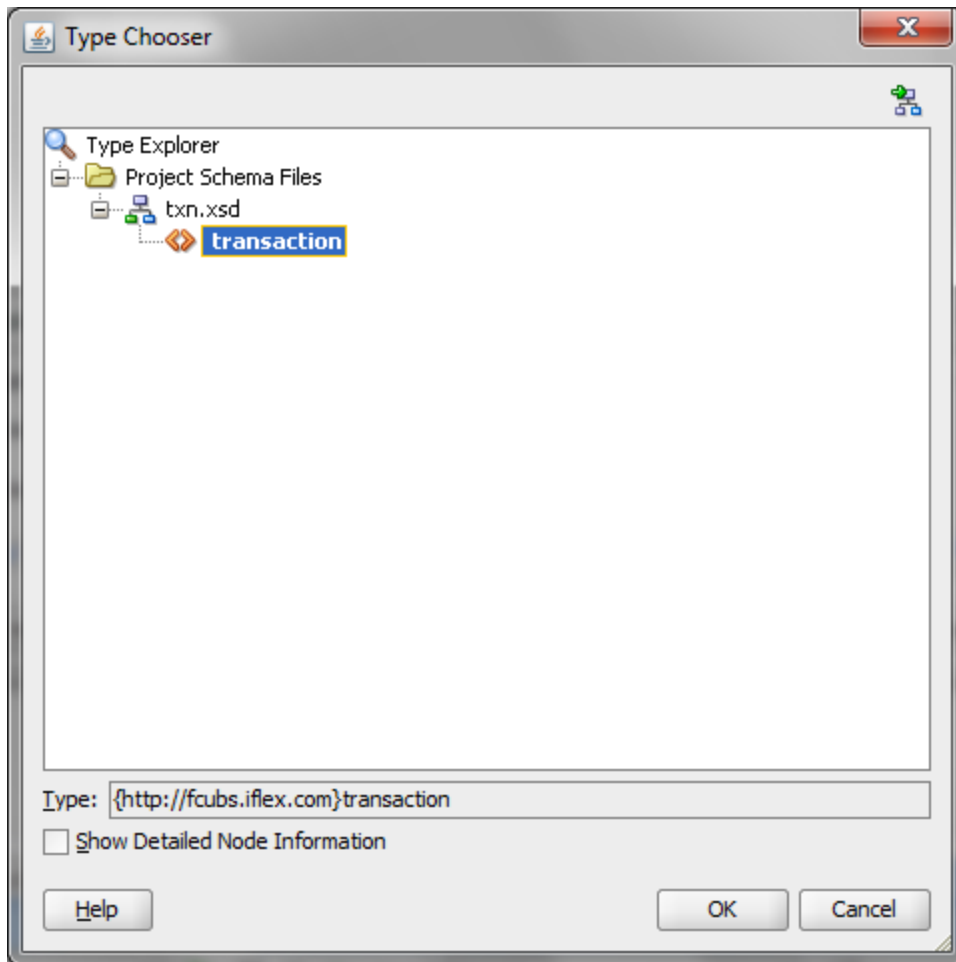 Type Chooser
Type Explorer
Project Schema Files
txn.xsd
transaction
Type: {http://fcubs.iflex.com}transaction
Show Detailed Node Information
Help OK Cancel